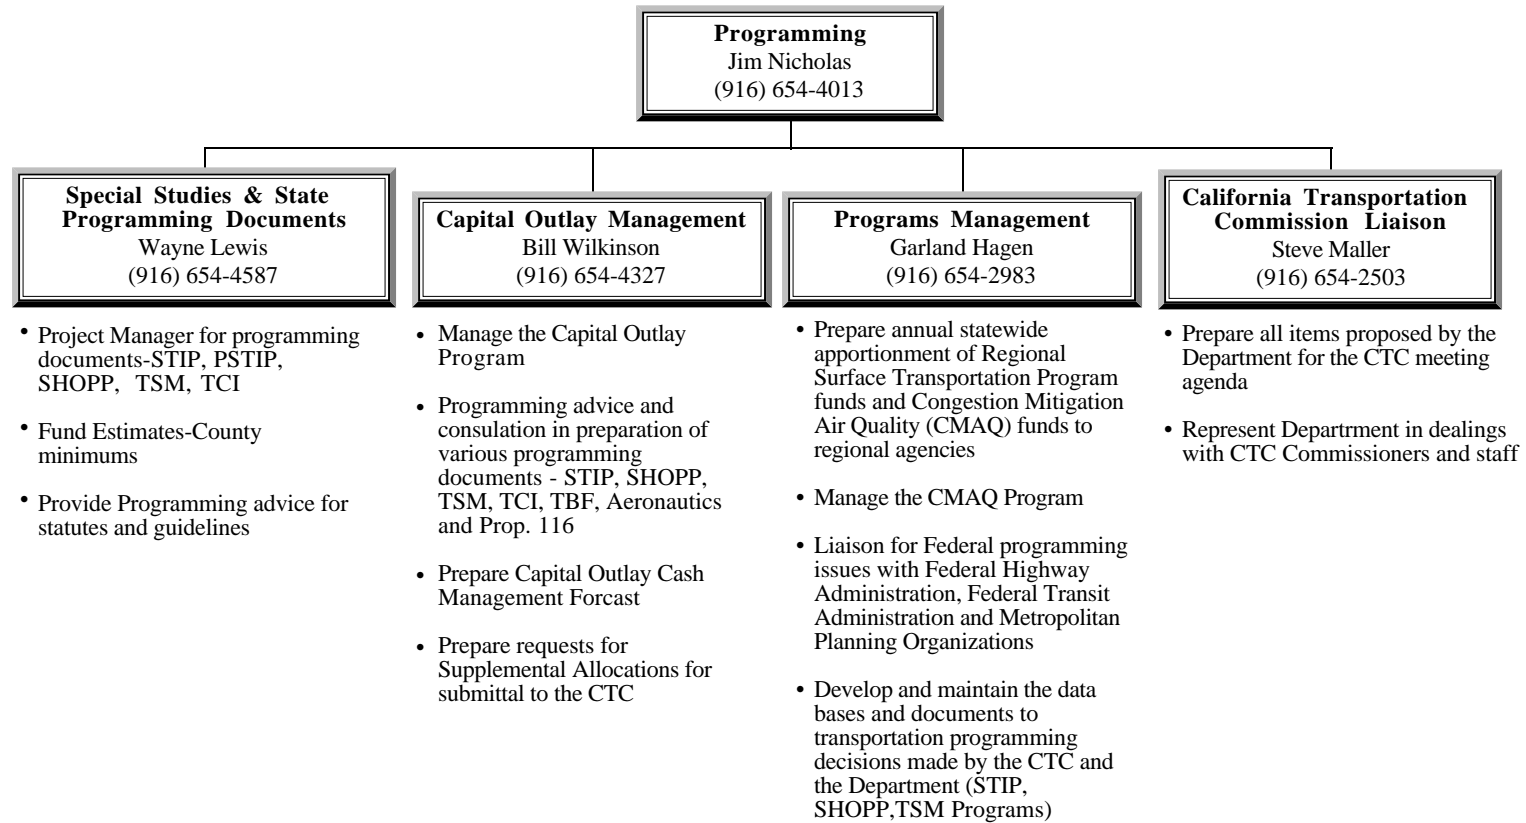 Programming
Jim Nicholas
(916) 654-4013
Special Studies & State
Programming Documents
Wayne Lewis
(916) 654-4587
• Project Manager for programming
documents-STIP, PSTIP,
SHOPP, TSM, TCI
• Fund Estimates-County
minimums
• Provide Programming advice for
statutes and guidelines
Capital Outlay Management
Bill Wilkinson
(916) 654-4327
• Manage the Capital Outlay
Program
• Programming advice and
consulation in preparation of
various programming
documents - STIP, SHOPP,
TSM, TCI, TBF, Aeronautics
and Prop. 116
• Prepare Capital Outlay Cash
Management Forcast
• Prepare requests for
Supplemental Allocations for
submittal to the CTC
Programs Management
Garland Hagen
(916) 654-2983
• Prepare annual statewide
apportionment of Regional
Surface Transportation Program
funds and Congestion Mitigation
Air Quality (CMAQ) funds to
regional agencies
• Manage the CMAQ Program
• Liaison for Federal programming
issues with Federal Highway
Administration, Federal Transit
Administration and Metropolitan
Planning Organizations
• Develop and maintain the data
bases and documents to
transportation programming
decisions made by the CTC and
the Department (STIP,
SHOPP,TSM Programs)
California Transportation
Commission Liaison
Steve Maller
(916) 654-2503
• Prepare all items proposed by the
Department for the CTC meeting
agenda
• Represent Departrment in dealings
with CTC Commissioners and staff